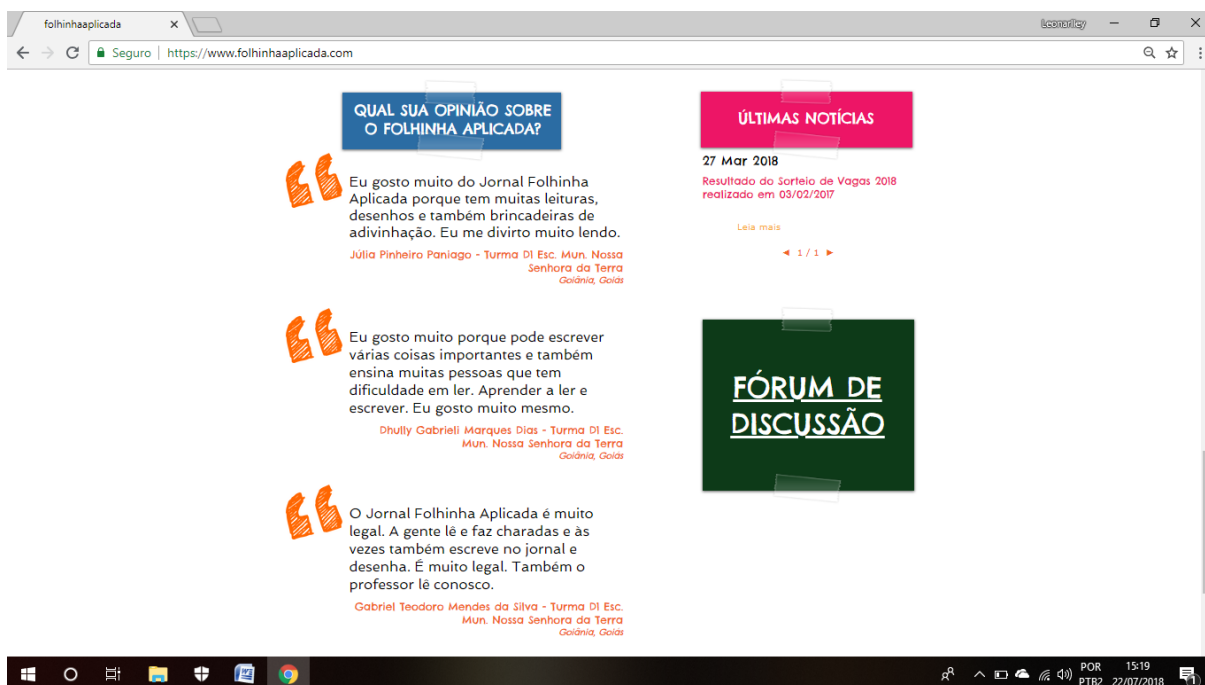 folhinhaaplicada
Leonarlley
Seguro
https://www.folhinhaaplicada.com
QUAL SUA OPINIÃO SOBRE
O FOLHINHA APLICADA?
Eu gosto muito do Jornal Folhinha
Aplicada porque tem muitas leituras,
desenhos e também brincadeiras de
adivinhação. Eu me divirto muito lendo.
Júlia Pinheiro Paniago - Turma D1 Esc. Mun. Nossa
Senhora da Terra
Goiânia, Goiás
Eu gosto muito porque pode escrever
várias coisas importantes e também
ensina muitas pessoas que tem
dificuldade em ler. Aprender a ler e
escrever. Eu gosto muito mesmo.
Dhully Gabrieli Marques Dias - Turma D1 Esc.
Mun. Nossa Senhora da Terra
Goiânia, Goiás
O Jornal Folhinha Aplicada é muito
legal. A gente lê e faz charadas e às
vezes também escreve no jornal e
desenha. É muito legal. Também o
professor lê conosco.
Gabriel Teodoro Mendes da Silva - Turma D1 Esc.
Mun. Nossa Senhora da Terra
Goiânia, Goiás
ÚLTIMAS NOTÍCIAS
27 Mar 2018
Resultado do Sorteio de Vagas 2018
realizado em 03/02/2017
Leia mais
1 / 1
FÓRUM DE
DISCUSSÃO
POR
PTB2
15:19
22/07/2018